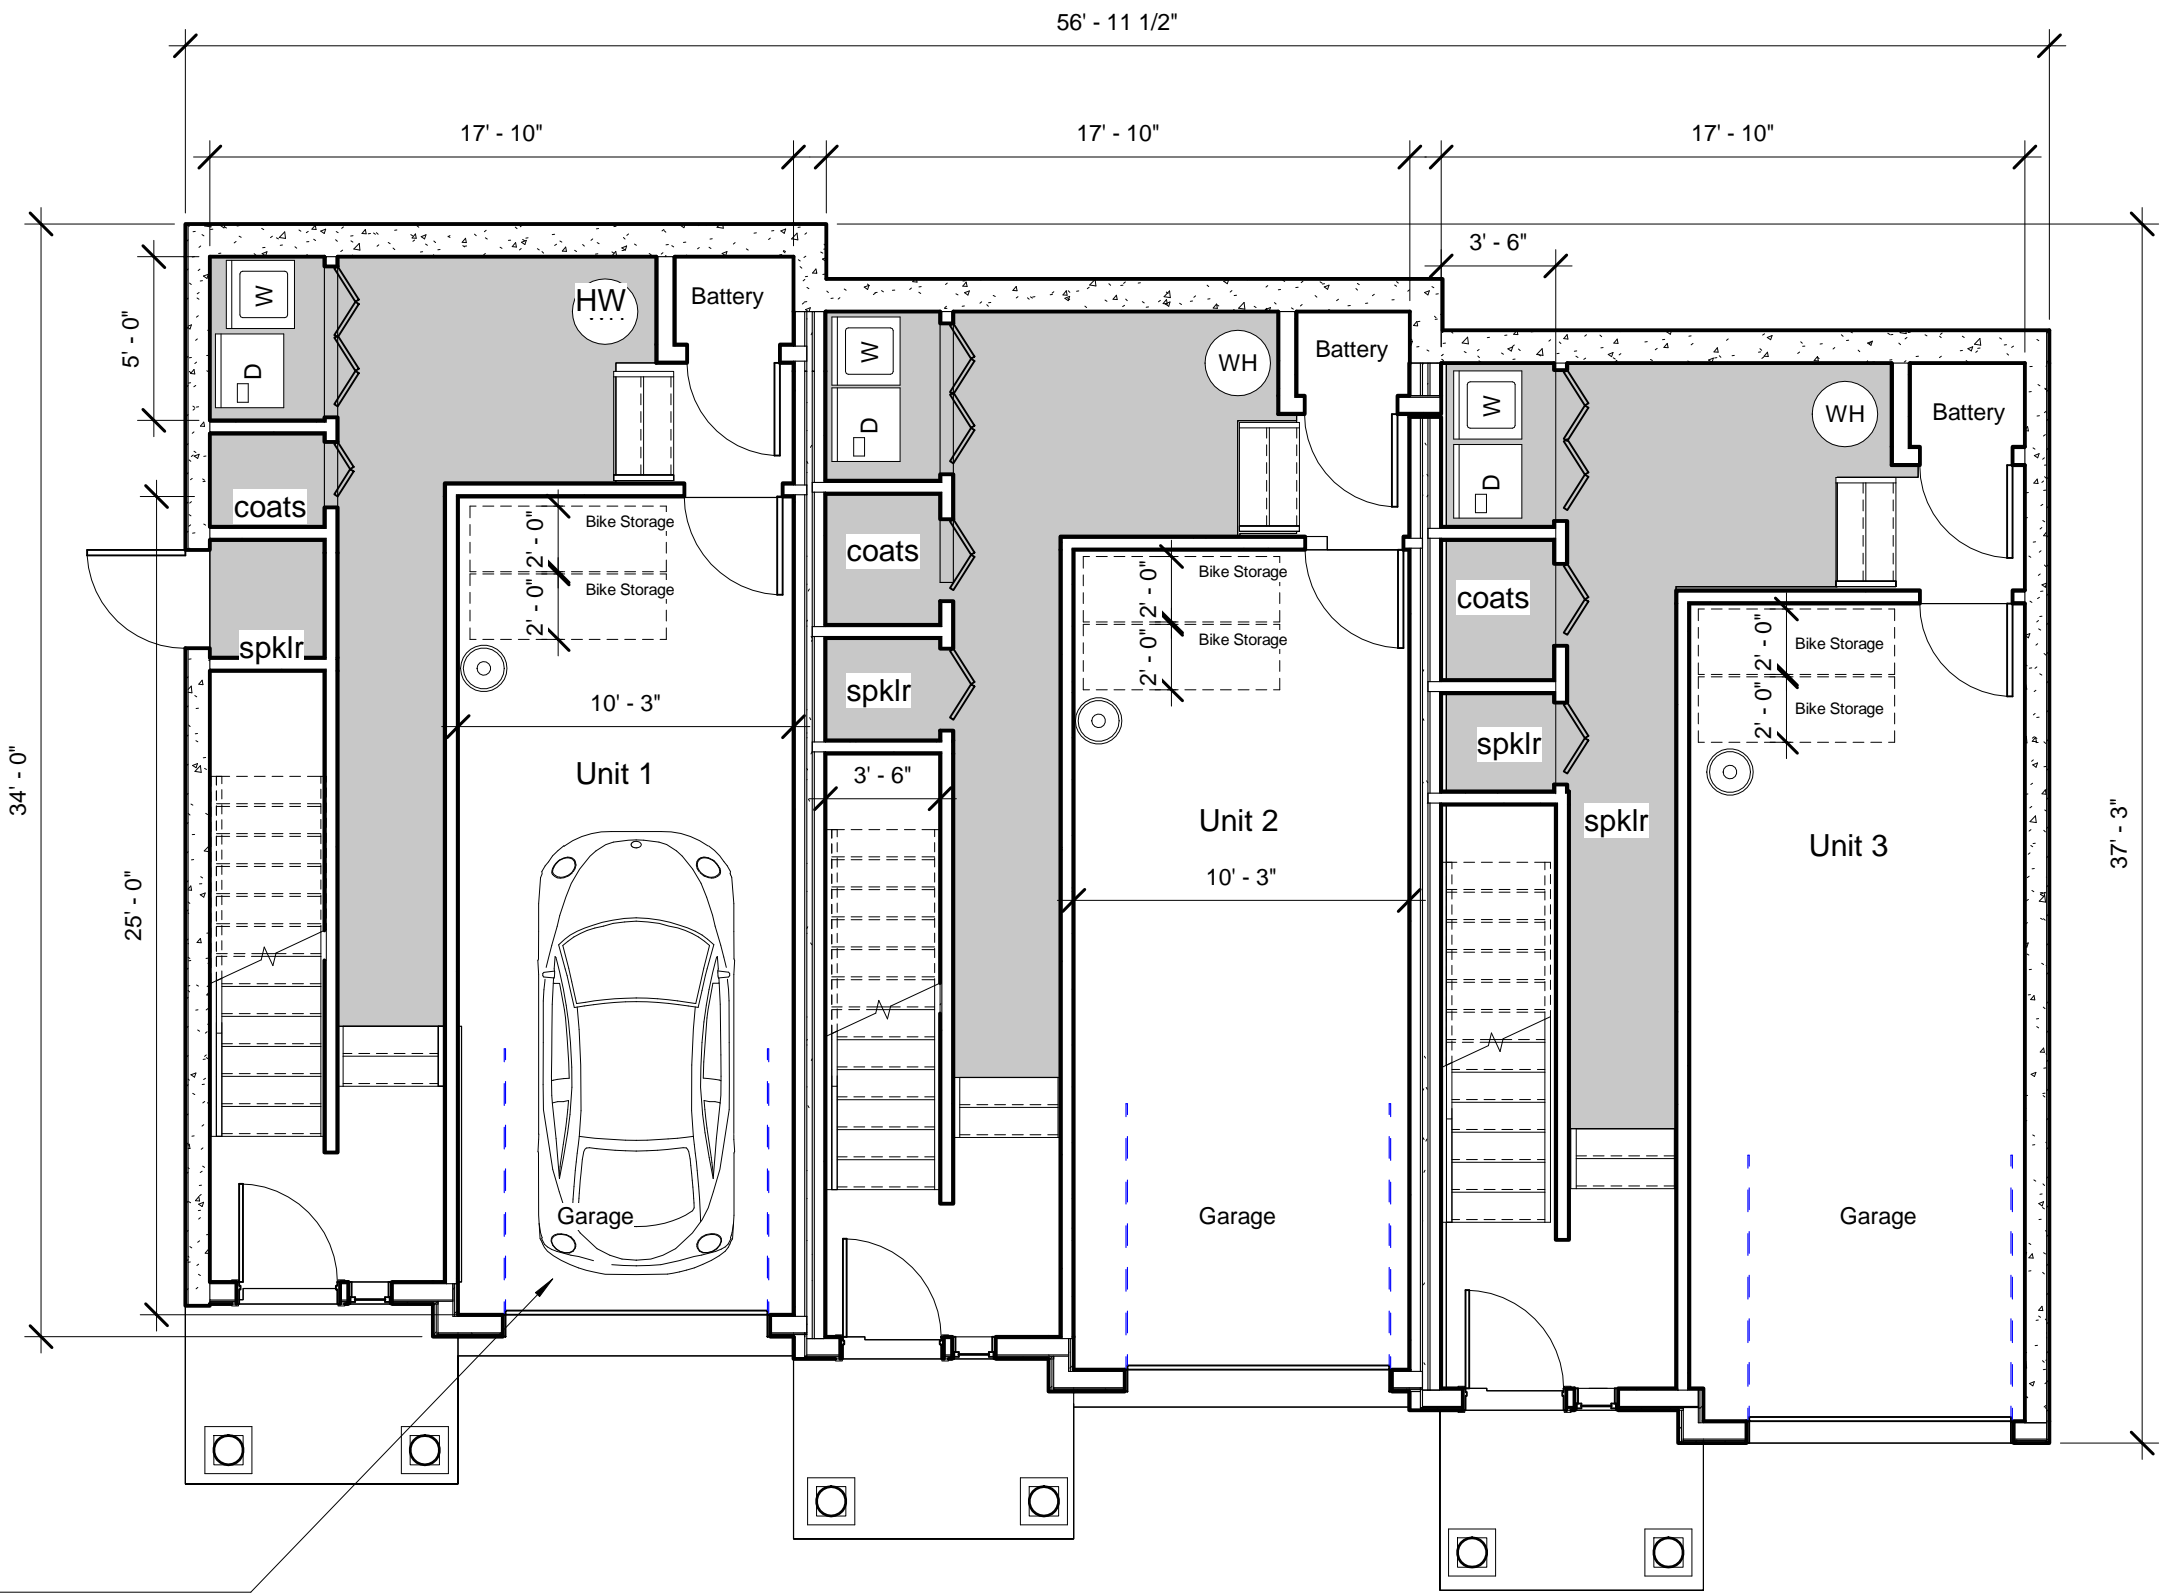 56' - 11 1/2"
17' - 10"
17' - 10"
17' - 10"
3' - 6"
5' - 0"
34' - 0"
25' - 0"
37' - 3"
W
D
HW
Battery
coats
spklr
2' - 0"
Bike Storage
2' - 0"
Bike Storage
10' - 3"
Unit 1
Garage
W
D
WH
Battery
coats
spklr
3' - 6"
2' - 0"
Bike Storage
2' - 0"
Bike Storage
Unit 2
10' - 3"
Garage
W
D
WH
Battery
coats
spklr
spklr
2' - 0"
Bike Storage
2' - 0"
Bike Storage
Unit 3
Garage